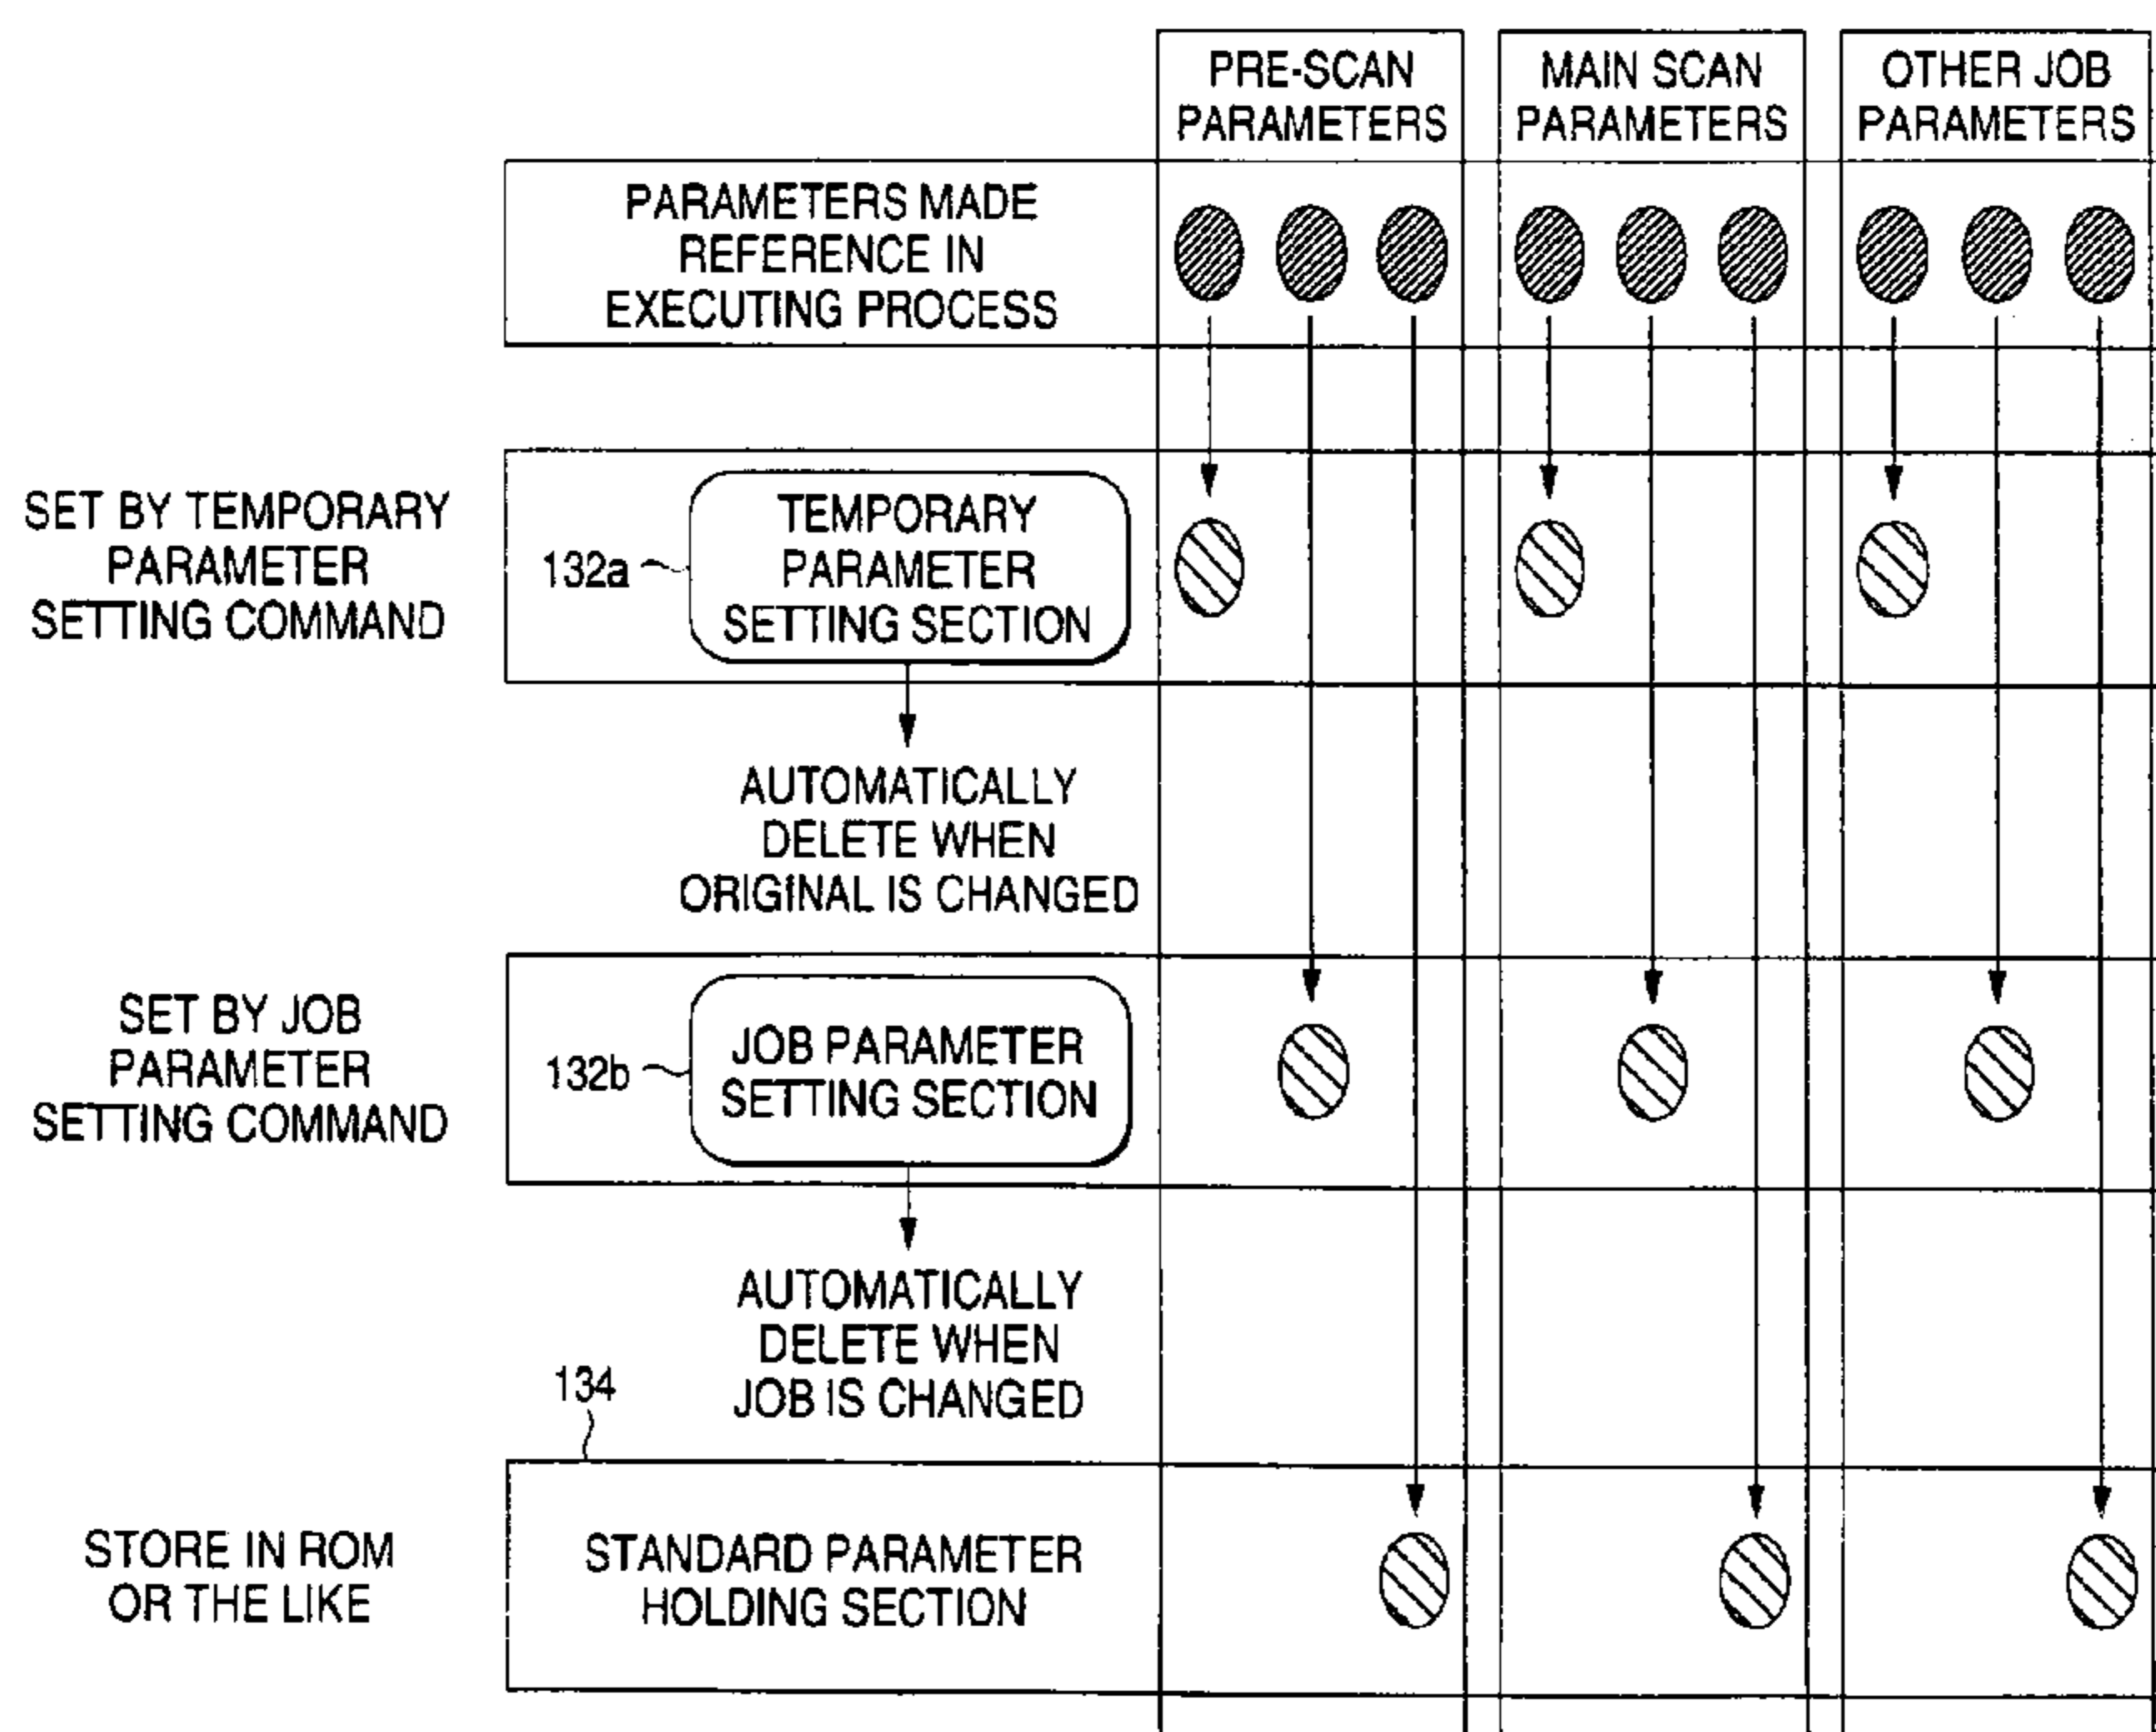 PRE-SCAN
PARAMETERS
MAIN SCAN
PARAMETERS
OTHER JOB
PARAMETERS
PARAMETERS MADE
REFERENCE IN
EXECUTING PROCESS
SET BY TEMPORARY
PARAMETER
SETTING COMMAND
132a
TEMPORARY
PARAMETER
SETTING SECTION
AUTOMATICALLY
DELETE WHEN
ORIGINAL IS CHANGED
SET BY JOB
PARAMETER
SETTING COMMAND
132b
JOB PARAMETER
SETTING SECTION
AUTOMATICALLY
DELETE WHEN
JOB IS CHANGED
134
STORE IN ROM
OR THE LIKE
STANDARD PARAMETER
HOLDING SECTION